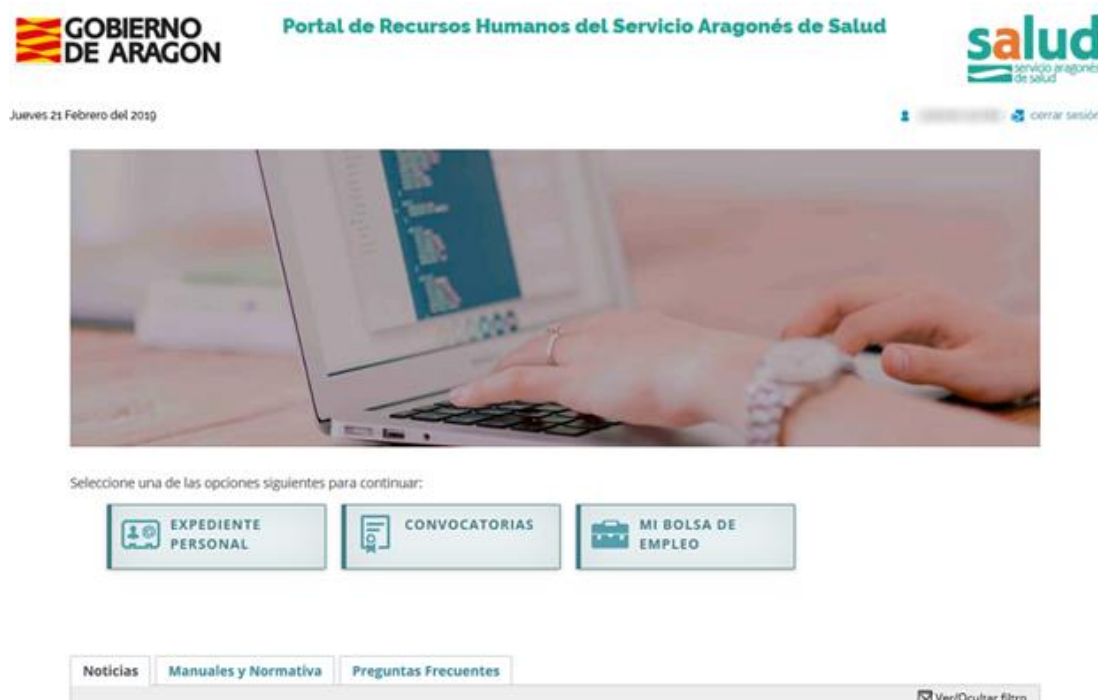 GOBIERNO
DE ARAGON
Portal de Recursos Humanos del Servicio Aragonés de Salud
salud
servicio aragonés
de salud
Jueves 21 Febrero del 2019
cerrar sesión
Seleccione una de las opciones siguientes para continuar:
EXPEDIENTE
PERSONAL
CONVOCATORIAS
MI BOLSA DE
EMPLEO
Noticias
Manuales y Normativa
Preguntas Frecuentes
Ver/Ocultar filtro